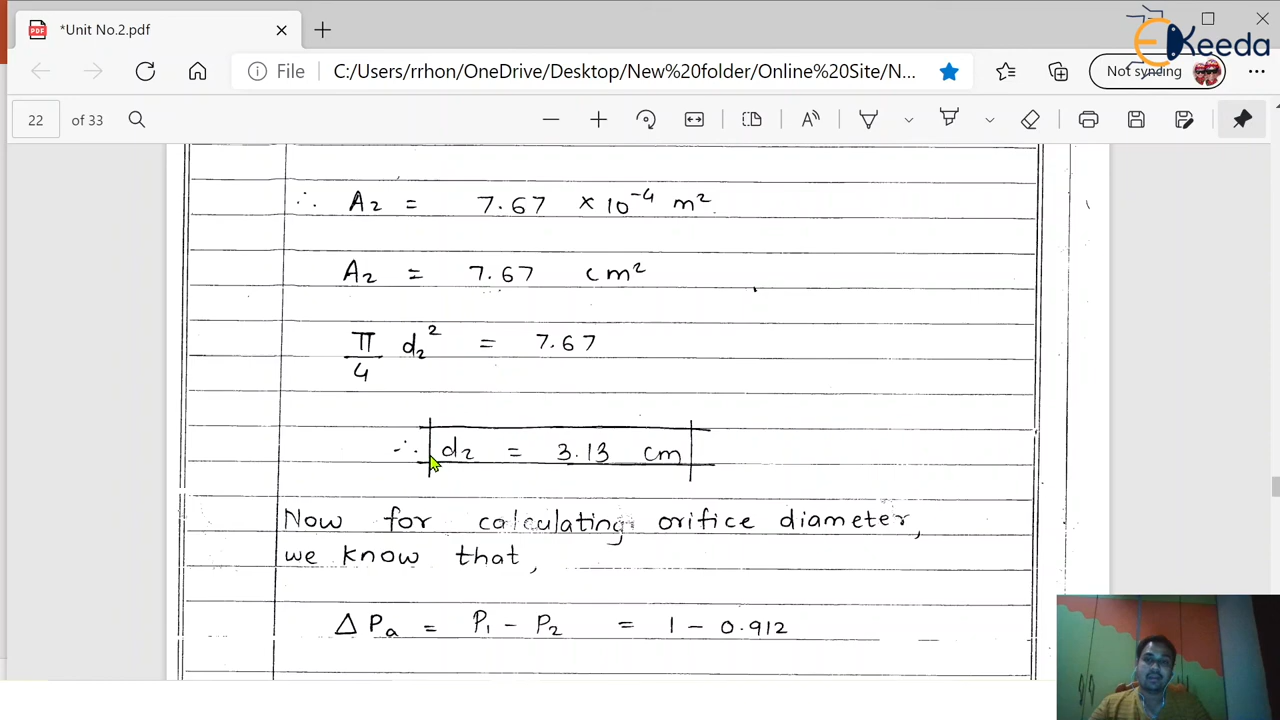 *Unit No.2.pdf
EKeeda
File
C:/Users/rrhon/OneDrive/Desktop/New%20folder/Online%20Site/N...
Not syncing
22 of 33
∴ A2 = 7.67 × 10⁻⁴ m².
A2 = 7.67 cm²
π/4 d₂² = 7.67
∴ d2 = 3.13 cm
Now for calculating orifice diameter,
we know that,
Δ Pa = P1 - P2 = 1 - 0.912